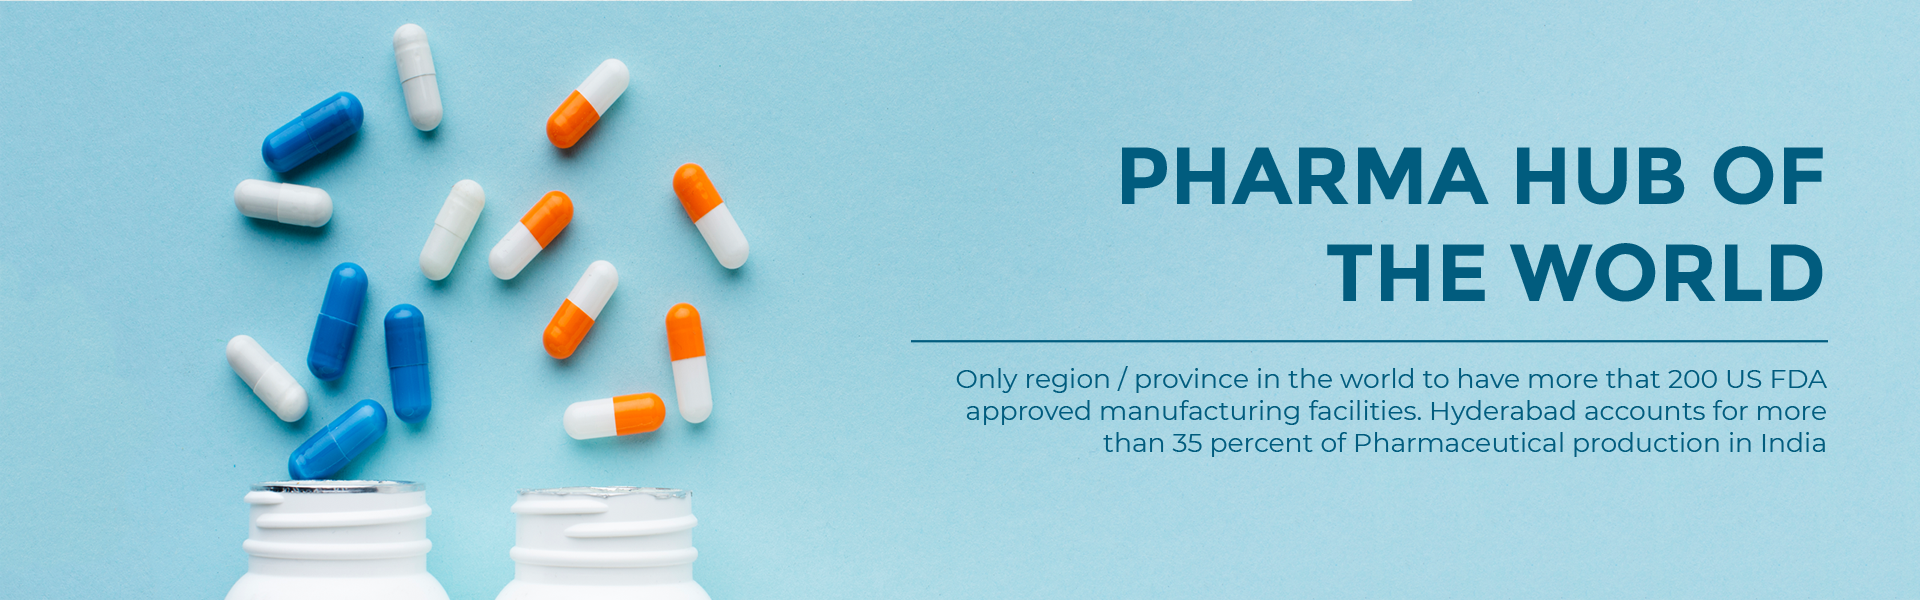 PHARMA HUB OF
THE WORLD
Only region / province in the world to have more that 200 US FDA
approved manufacturing facilities. Hyderabad accounts for more
than 35 percent of Pharmaceutical production in India